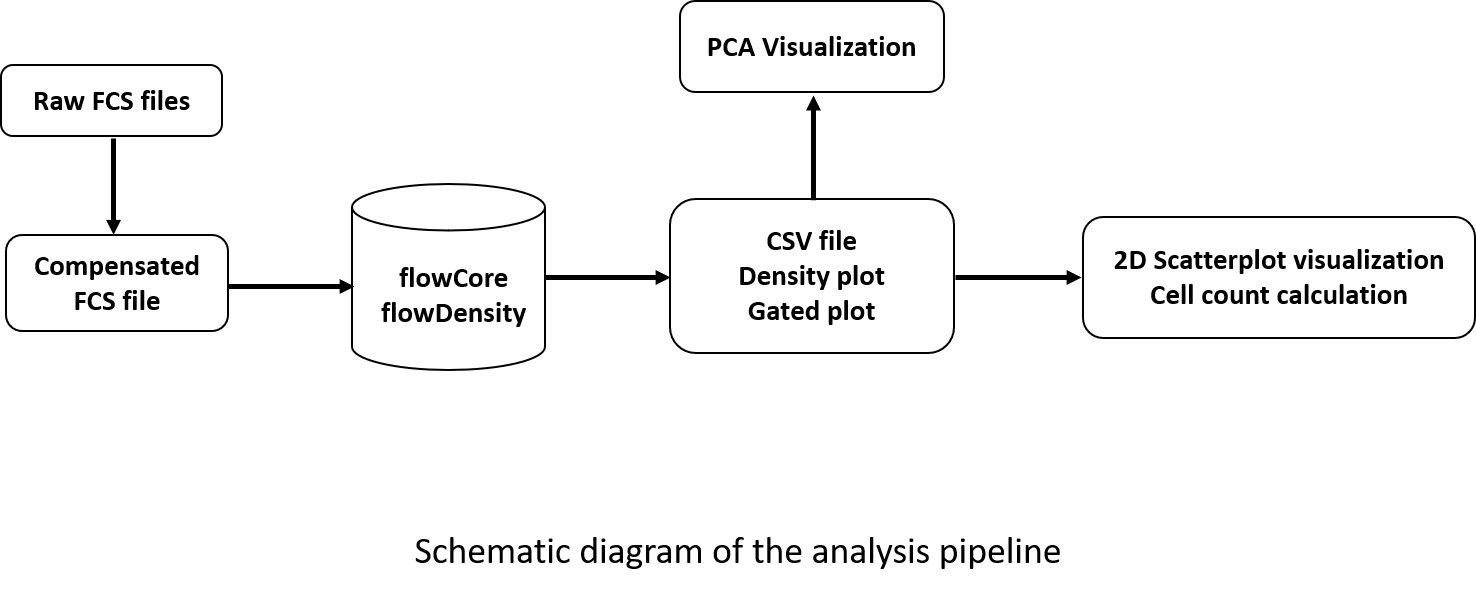 PCA Visualization
Raw FCS files
Compensated
FCS file
flowCore
flowDensity
CSV file
Density plot
Gated plot
2D Scatterplot visualization
Cell count calculation
Schematic diagram of the analysis pipeline